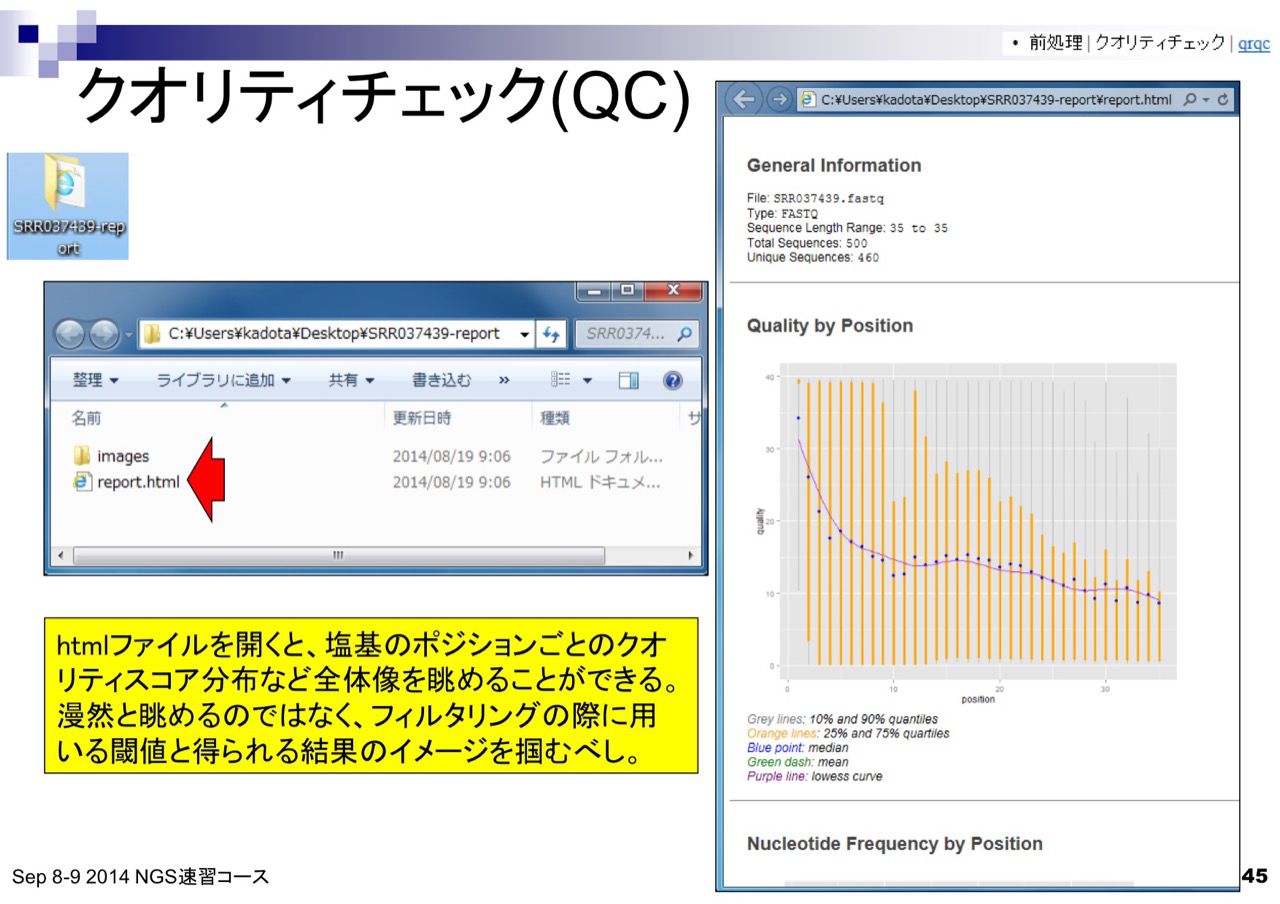 • 前処理 | クオリティチェック | qrqc
クオリティチェック(QC)
SRR037439-rep
ort
C:¥Users¥kadota¥Desktop¥SRR037439-report
SRR0374...
整理
ライブラリに追加
共有
書き込む
»
名前
更新日時
種類
サ
images
2014/08/19 9:06
ファイル フォル...
report.html
2014/08/19 9:06
HTML ドキュメ...
htmlファイルを開くと、塩基のポジションごとのクオ
リティスコア分布など全体像を眺めることができる。
漫然と眺めるのではなく、フィルタリングの際に用
いる閾値と得られる結果のイメージを掴むべし。
C:¥Users¥kadota¥Desktop¥SRR037439-report¥report.html
General Information
File: SRR037439.fastq
Type: FASTQ
Sequence Length Range: 35 to 35
Total Sequences: 500
Unique Sequences: 460
Quality by Position
40
30
20
10
0
quality
0 10 20 30
position
Grey lines: 10% and 90% quantiles
Orange lines: 25% and 75% quartiles
Blue point: median
Green dash: mean
Purple line: lowess curve
Nucleotide Frequency by Position
Sep 8-9 2014 NGS速習コース
45